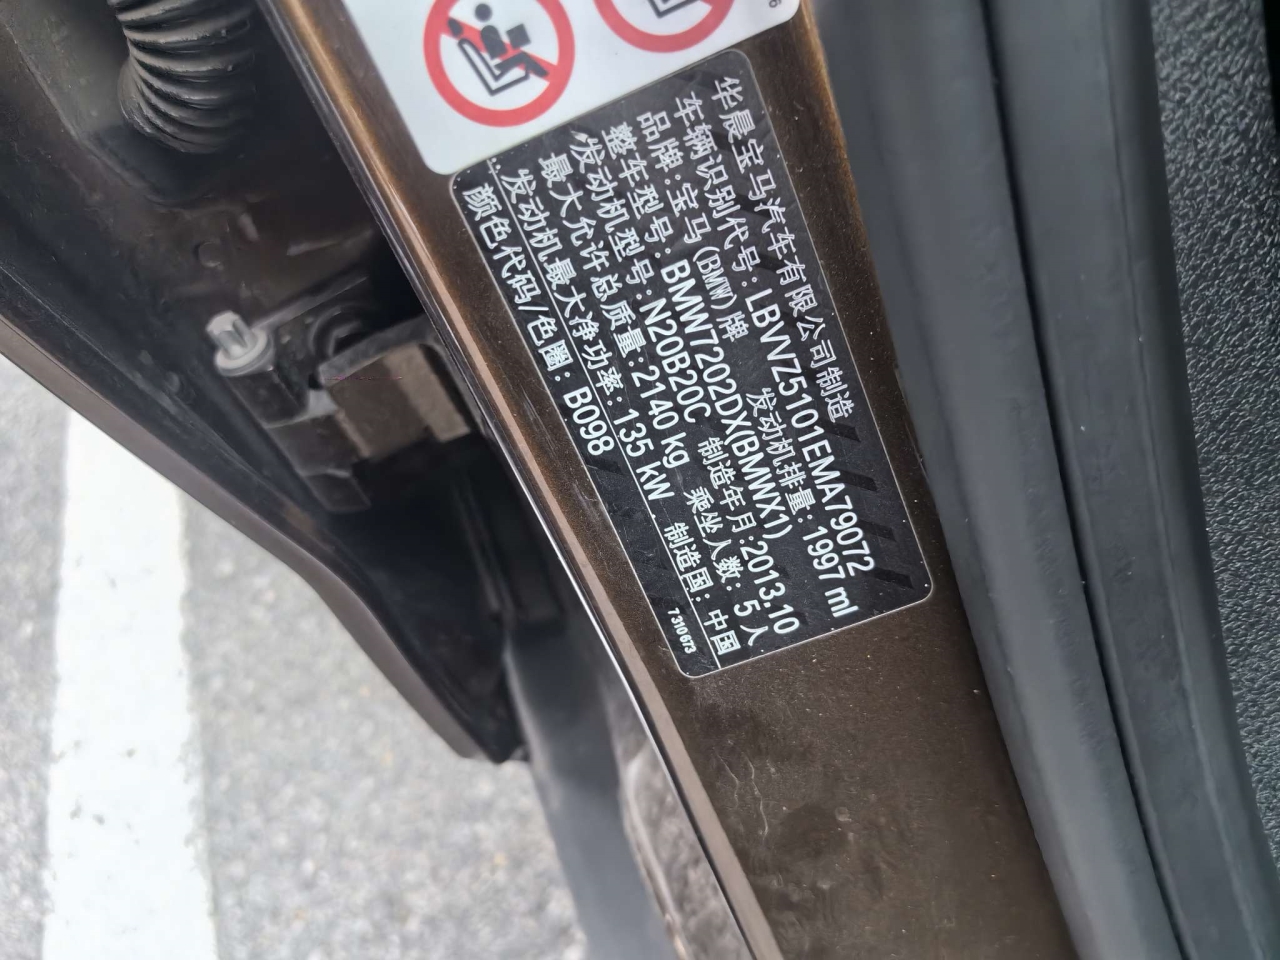 华晨宝马汽车有限公司制造
车辆识别代号：LBVVZ5101EMA79072
品牌：宝马(BMW)牌 发动机排量：1997 ml
整车型号：BMW7202DX(BMWX1)
发动机型号：N20B20C 制造年月:2013.10
最大允许总质量：2140 kg 乘坐人数：5人
发动机最大净功率：135 kW 制造国：中国
颜色代码/色圈：B098 7 310 673